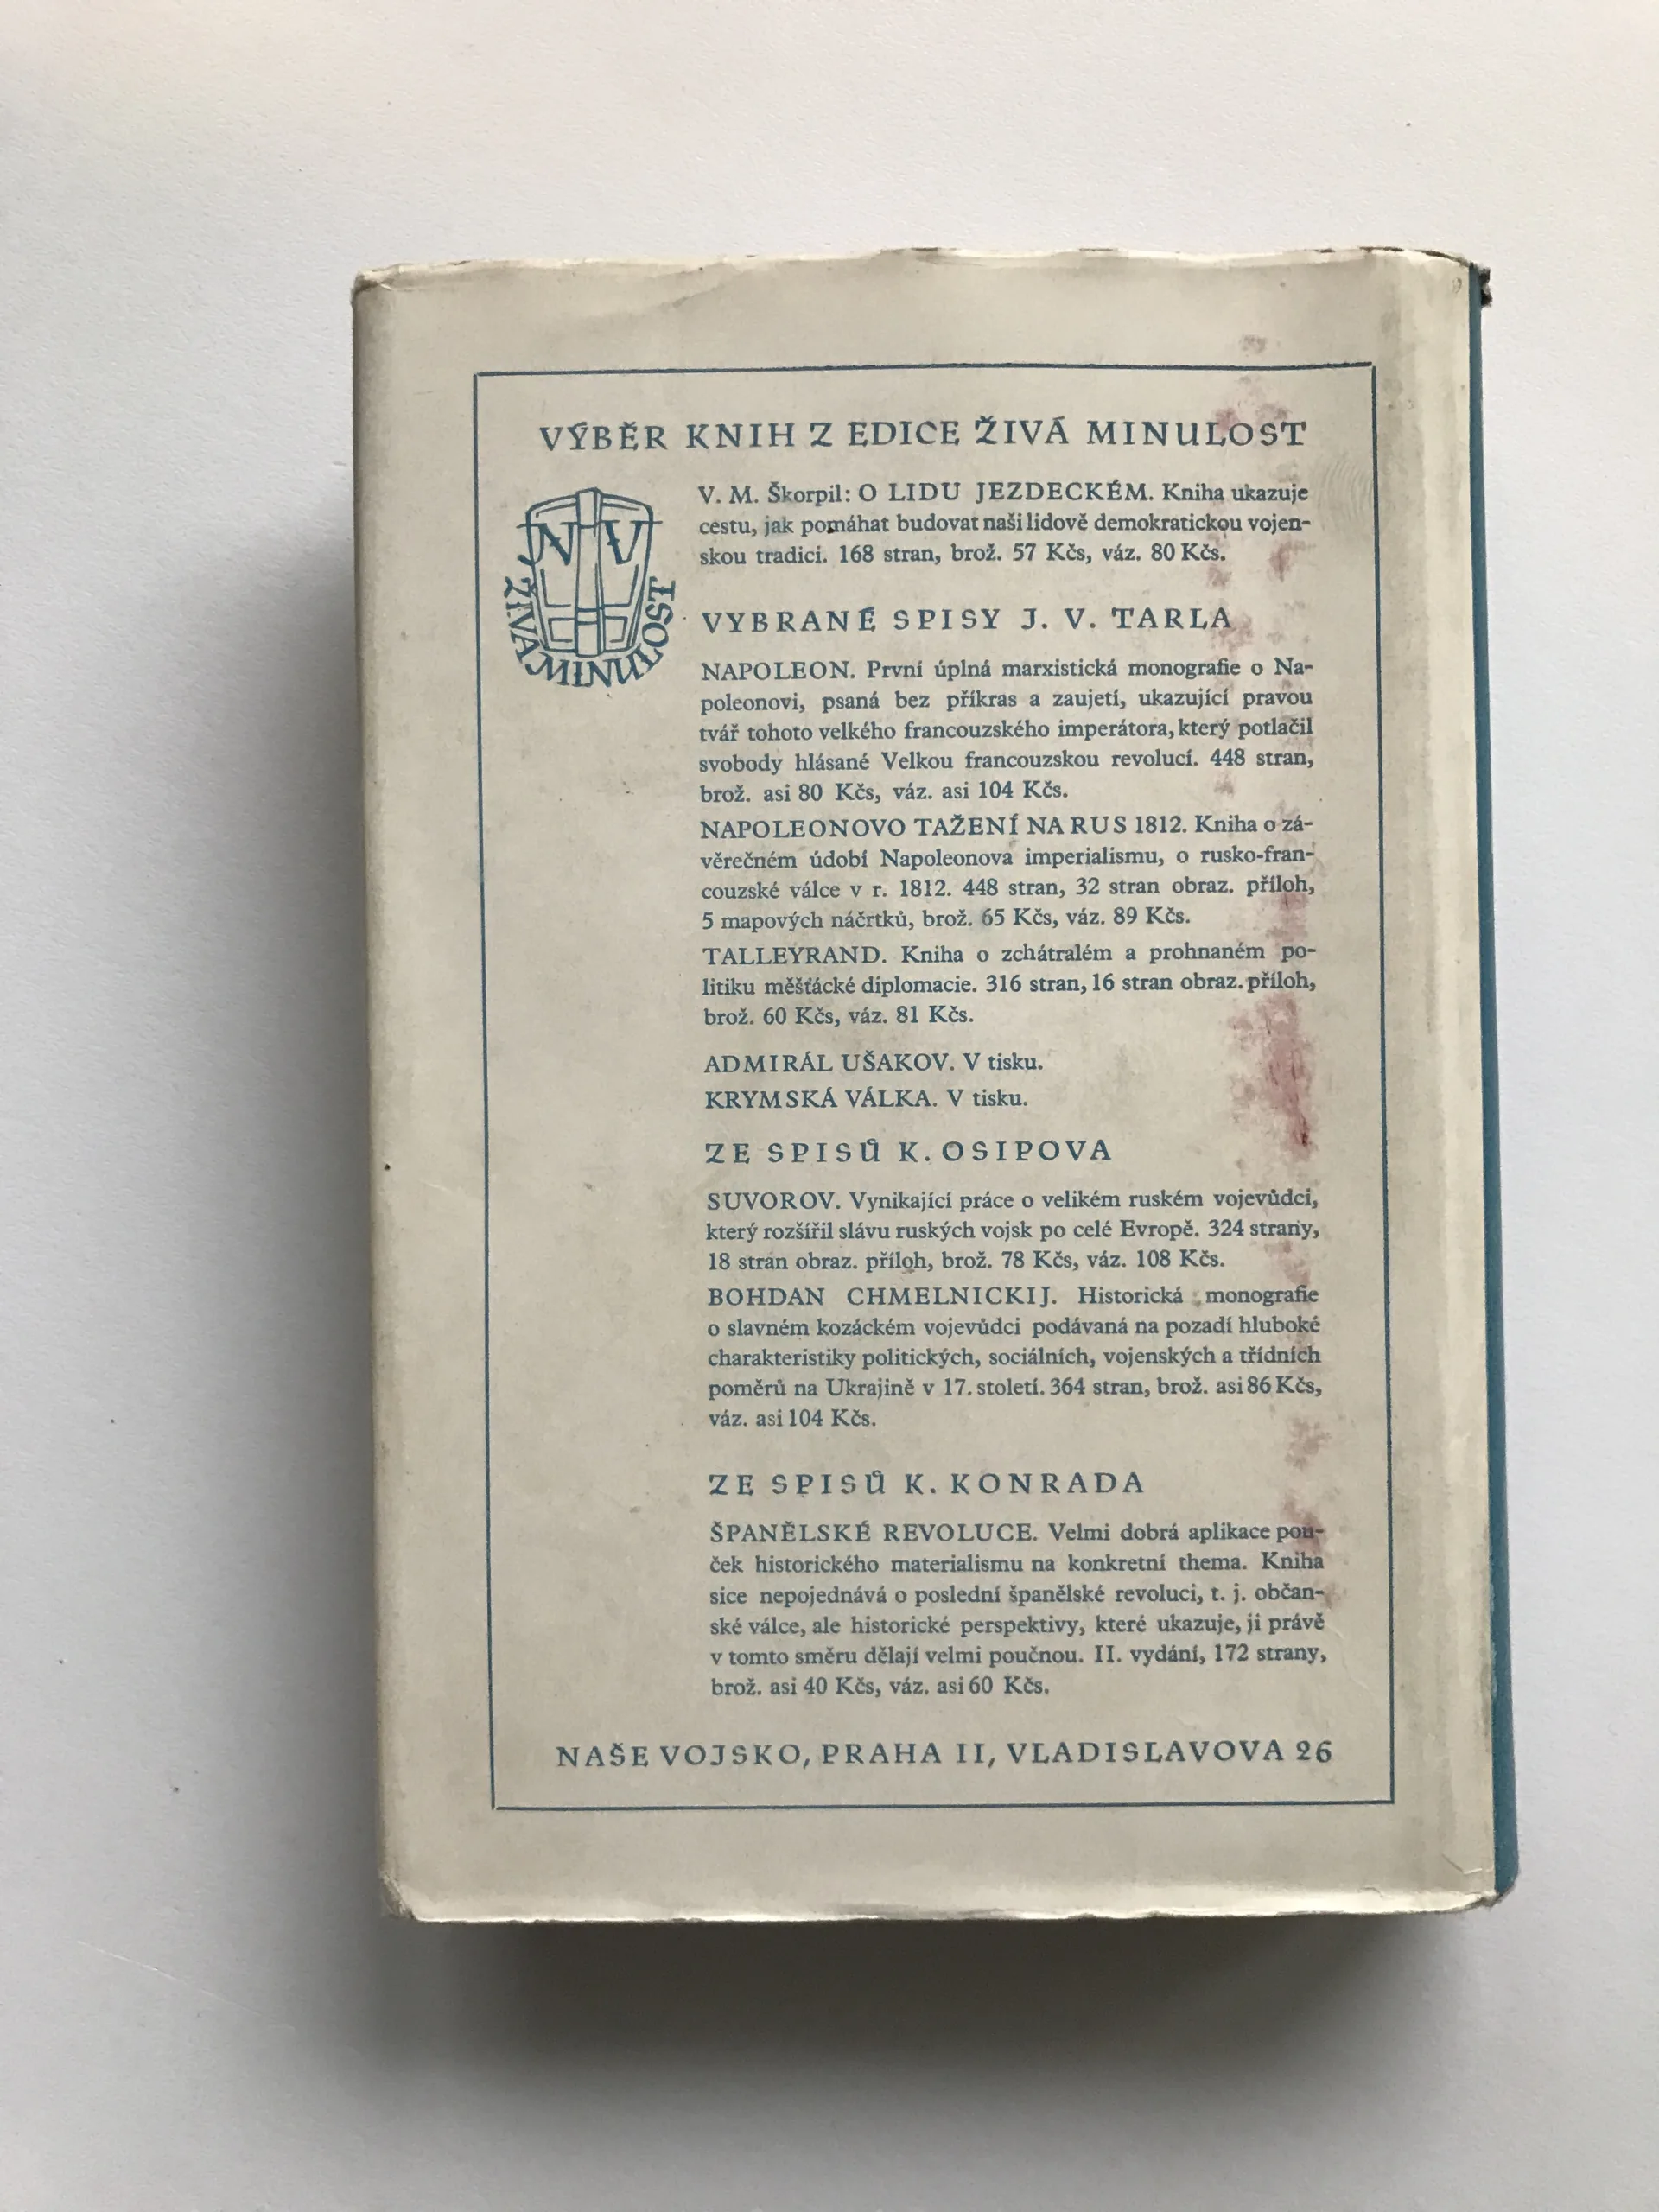 VÝBĚR KNIH Z EDICE ŽIVÁ MINULOST
NV
ŽIVÁ MINULOST
V. M. Škorpil: O LIDU JEZDECKÉM. Kniha ukazuje
cestu, jak pomáhat budovat naši lidově demokratickou vojen-
skou tradici. 168 stran, brož. 57 Kčs, váz. 80 Kčs.
VYBRANÉ SPISY J. V. TARLA
NAPOLEON. První úplná marxistická monografie o Na-
poleonovi, psaná bez příkras a zaujetí, ukazující pravou
tvář tohoto velkého francouzského imperátora, který potlačil
svobody hlásané Velkou francouzskou revolucí. 448 stran,
brož. asi 80 Kčs, váz. asi 104 Kčs.
NAPOLEONOVO TAŽENÍ NA RUS 1812. Kniha o zá-
věrečném údobí Napoleonova imperialismu, o rusko-fran-
couzské válce v r. 1812. 448 stran, 32 stran obraz. příloh,
5 mapových náčrtků, brož. 65 Kčs, váz. 89 Kčs.
TALLEYRAND. Kniha o zchátralém a prohnaném po-
litiku měšťácké diplomacie. 316 stran, 16 stran obraz. příloh,
brož. 60 Kčs, váz. 81 Kčs.
ADMIRÁL UŠAKOV. V tisku.
KRYMSKÁ VÁLKA. V tisku.
ZE SPISŮ K. OSIPOVA
SUVOROV. Vynikající práce o velikém ruském vojevůdci,
který rozšířil slávu ruských vojsk po celé Evropě. 324 strany,
18 stran obraz. příloh, brož. 78 Kčs, váz. 108 Kčs.
BOHDAN CHMELNICKIJ. Historická monografie
o slavném kozáckém vojevůdci podávaná na pozadí hluboké
charakteristiky politických, sociálních, vojenských a třídních
poměrů na Ukrajině v 17. století. 364 stran, brož. asi 86 Kčs,
váz. asi 104 Kčs.
ZE SPISŮ K. KONRADA
ŠPANĚLSKÉ REVOLUCE. Velmi dobrá aplikace pou-
ček historického materialismu na konkretní thema. Kniha
sice nepojednává o poslední španělské revoluci, t. j. občan-
ské válce, ale historické perspektivy, které ukazuje, ji právě
v tomto směru dělají velmi poučnou. II. vydání, 172 strany,
brož. asi 40 Kčs, váz. asi 60 Kčs.
NAŠE VOJSKO, PRAHA II, VLADISLAVOVA 26